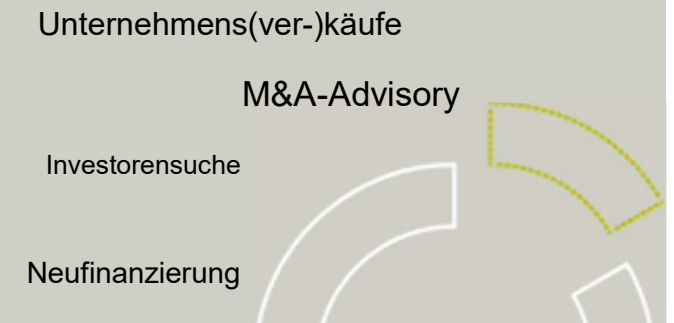 Unternehmens(ver-)käufe
M&A-Advisory
Investorensuche
Neufinanzierung